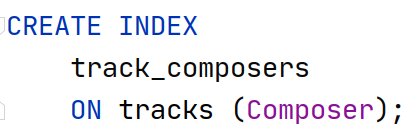 CREATE INDEX
track_composers
ON tracks (Composer);